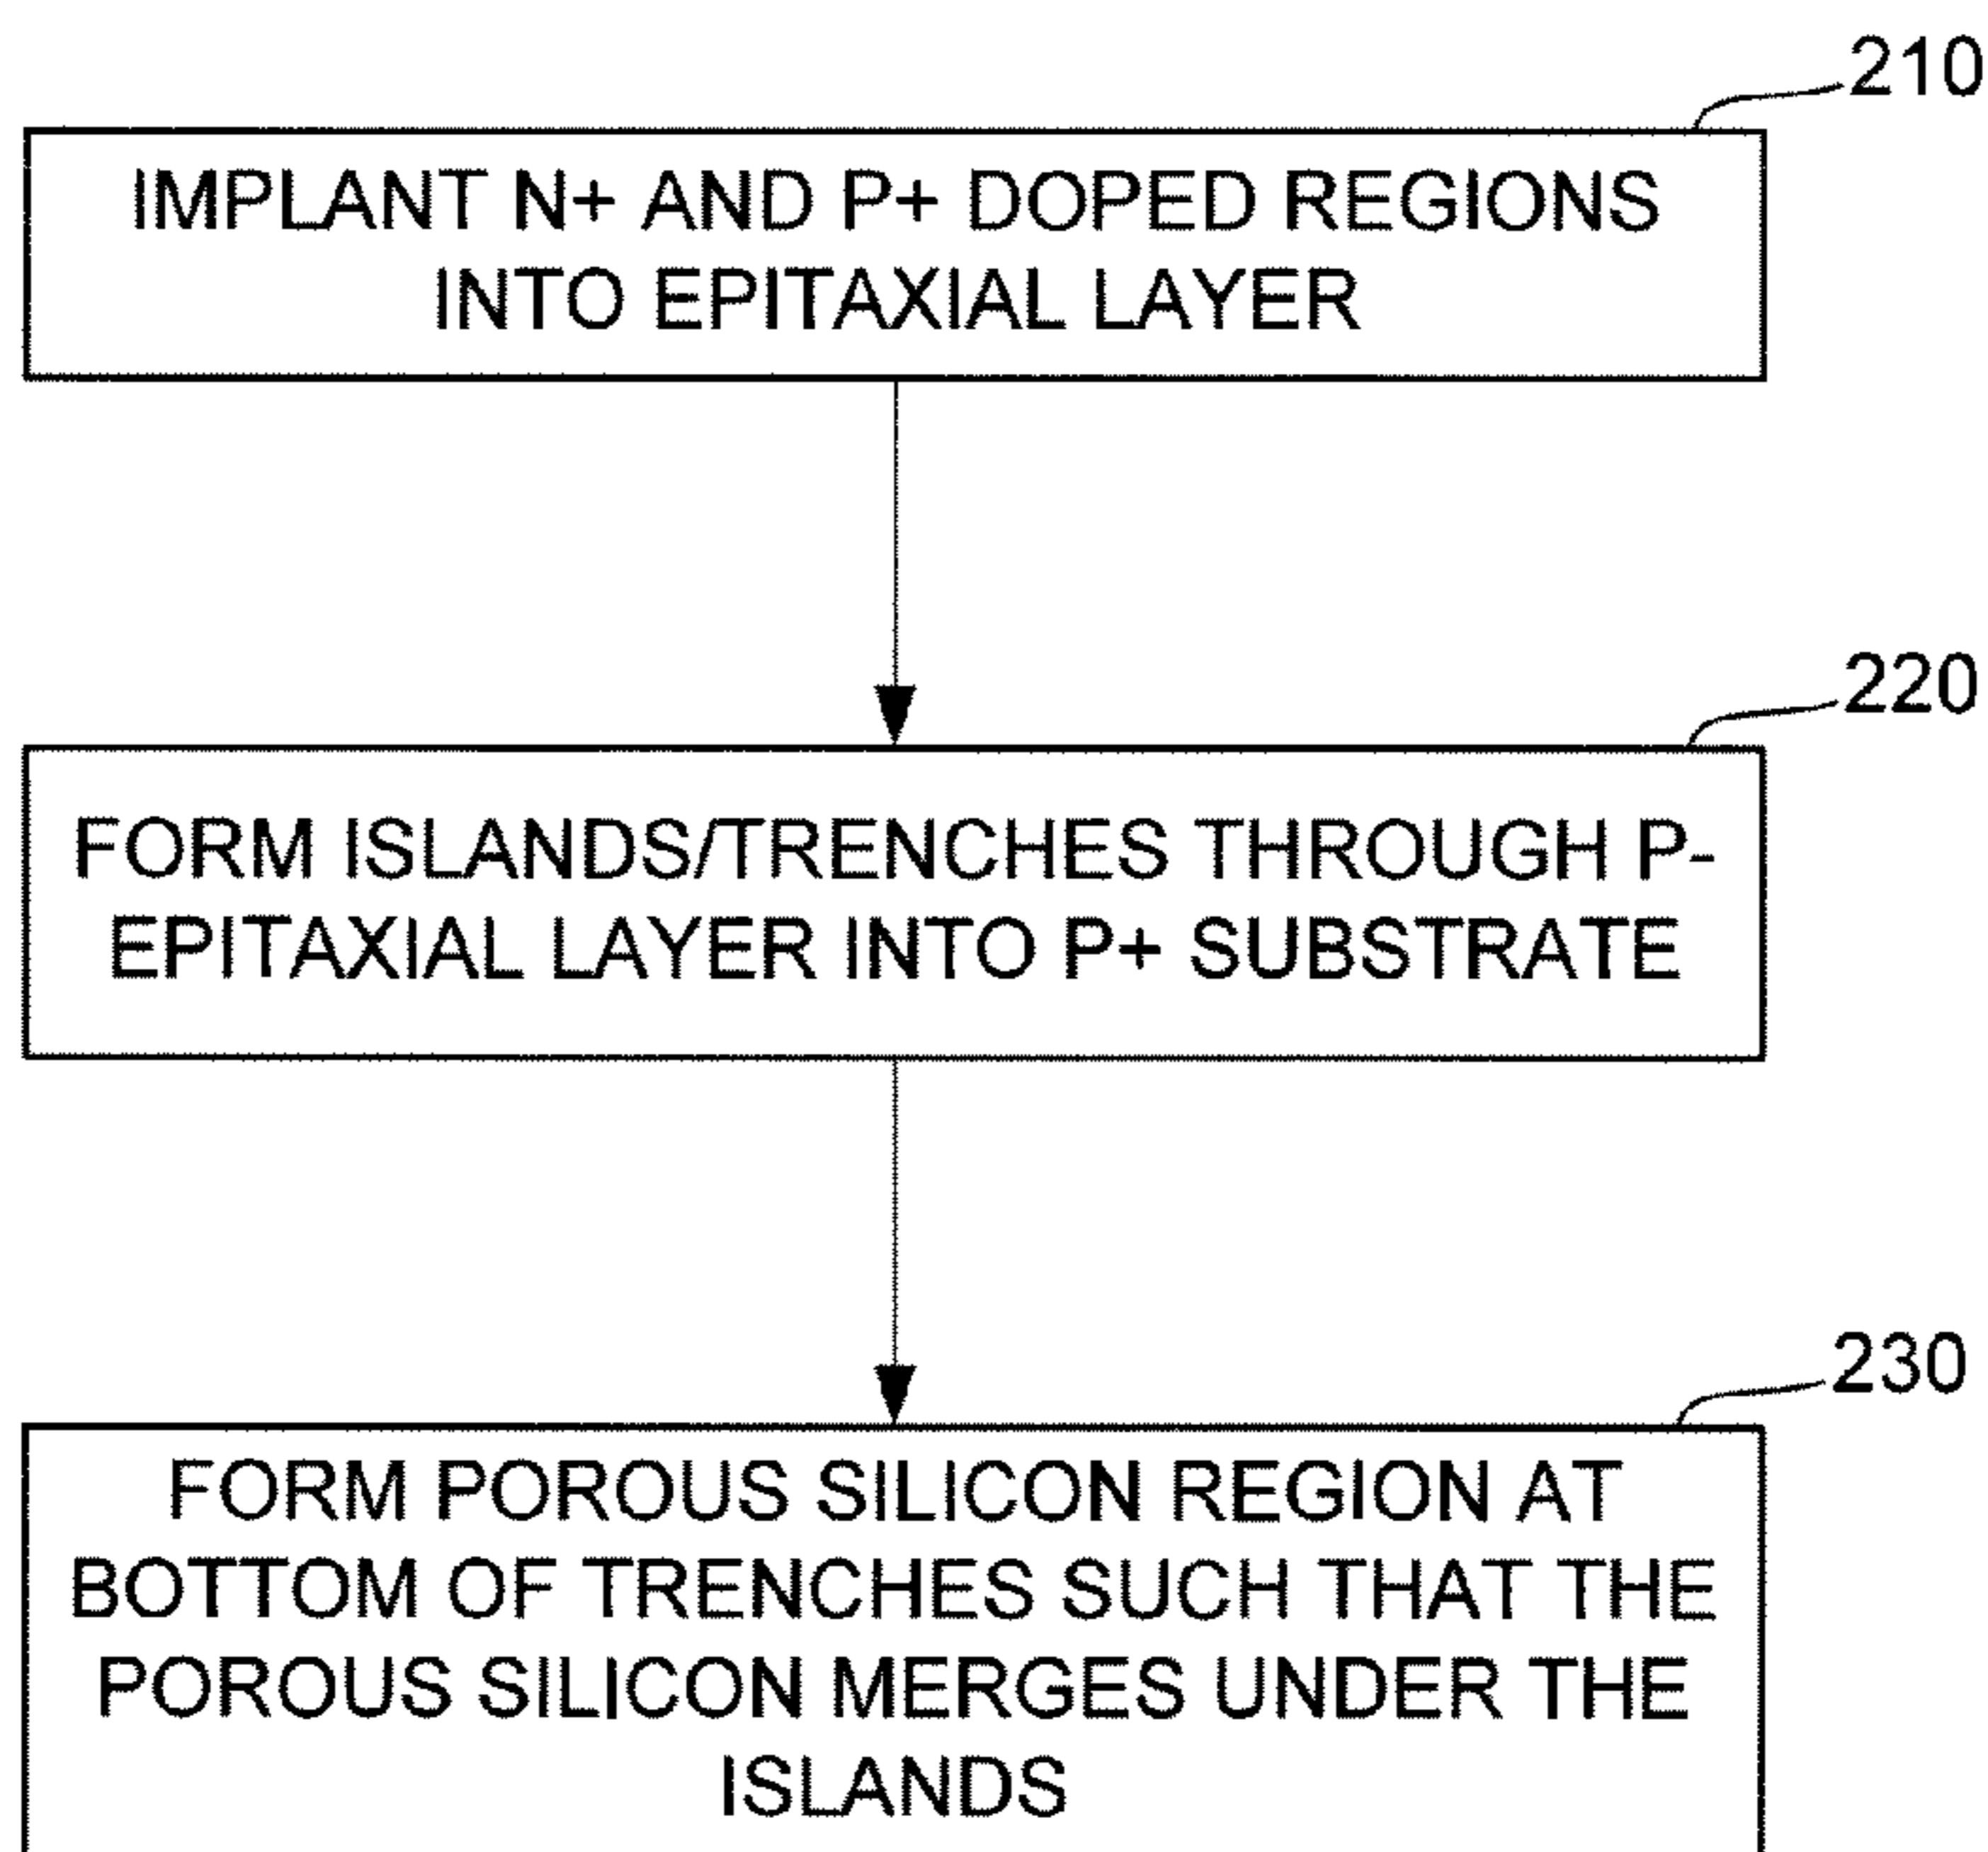 210
IMPLANT N+ AND P+ DOPED REGIONS
INTO EPITAXIAL LAYER
220
FORM ISLANDS/TRENCHES THROUGH P-
EPITAXIAL LAYER INTO P+ SUBSTRATE
230
FORM POROUS SILICON REGION AT
BOTTOM OF TRENCHES SUCH THAT THE
POROUS SILICON MERGES UNDER THE
ISLANDS